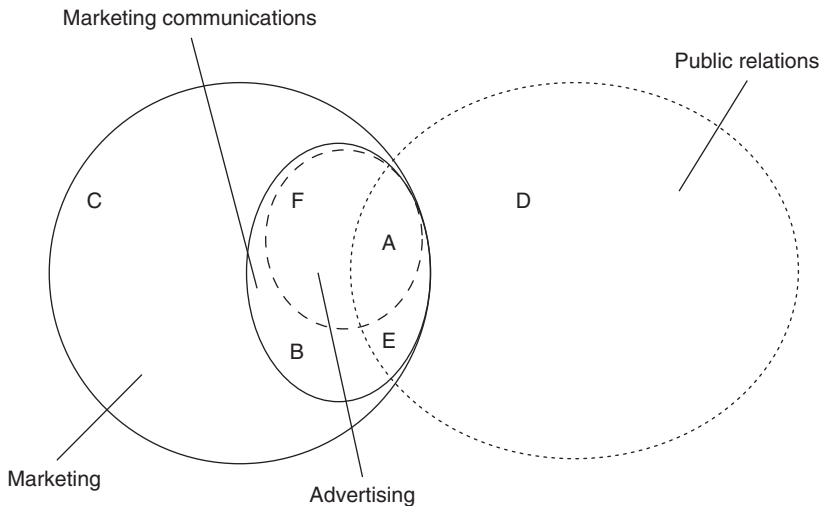 Marketing communications
Public relations
C
F
D
A
E
B
Marketing
Advertising